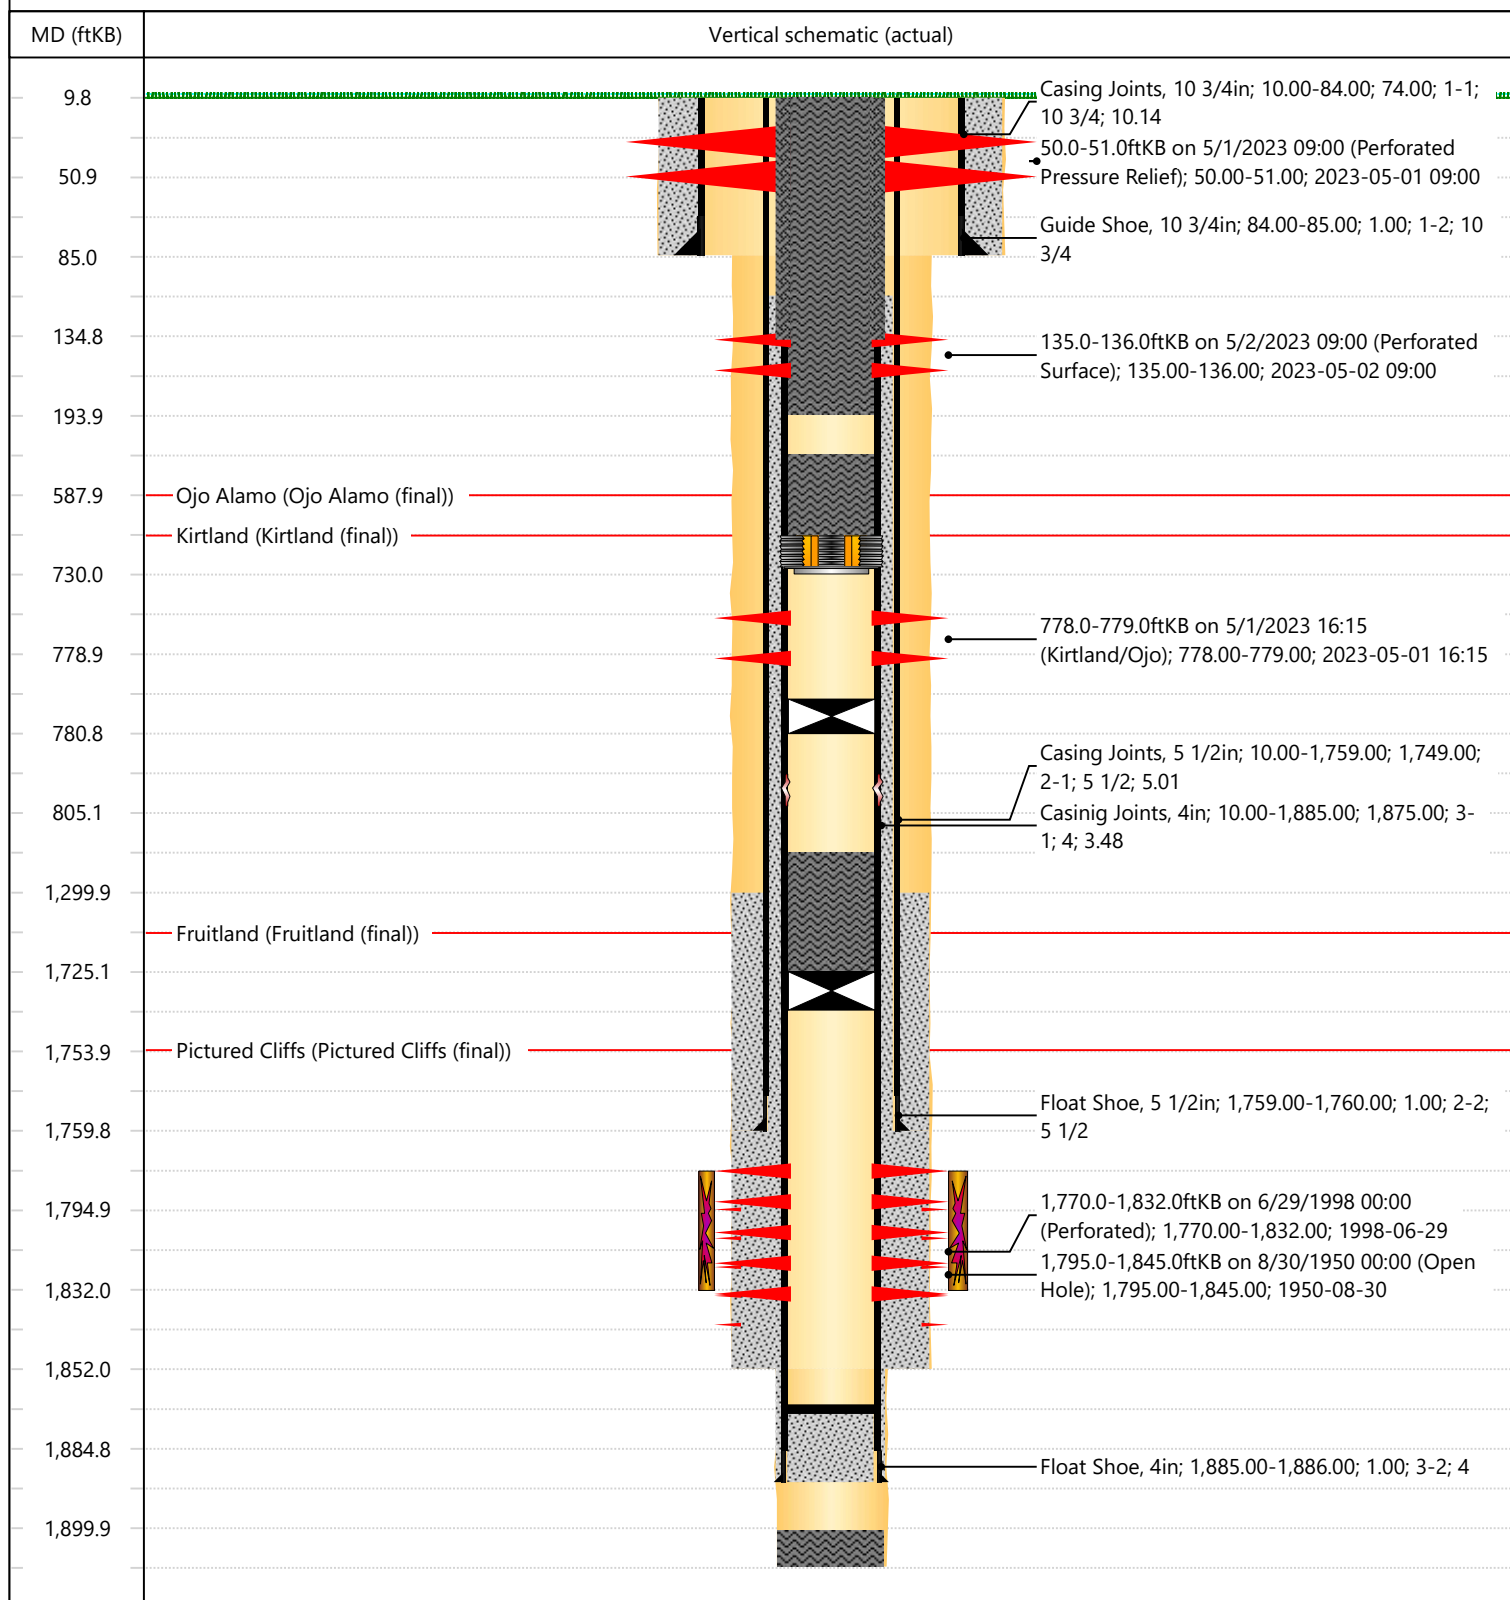 MD (ftKB)
Vertical schematic (actual)
9.8
Casing Joints, 10 3/4in; 10.00-84.00; 74.00; 1-1;
10 3/4; 10.14
50.0-51.0ftKB on 5/1/2023 09:00 (Perforated
Pressure Relief); 50.00-51.00; 2023-05-01 09:00
50.9
Guide Shoe, 10 3/4in; 84.00-85.00; 1.00; 1-2; 10
3/4
85.0
134.8
135.0-136.0ftKB on 5/2/2023 09:00 (Perforated
Surface); 135.00-136.00; 2023-05-02 09:00
193.9
587.9
Ojo Alamo (Ojo Alamo (final))
Kirtland (Kirtland (final))
730.0
778.0-779.0ftKB on 5/1/2023 16:15
(Kirtland/Ojo); 778.00-779.00; 2023-05-01 16:15
778.9
780.8
Casing Joints, 5 1/2in; 10.00-1,759.00; 1,749.00;
2-1; 5 1/2; 5.01
805.1
Casinig Joints, 4in; 10.00-1,885.00; 1,875.00; 3-
1; 4; 3.48
1,299.9
Fruitland (Fruitland (final))
1,725.1
1,753.9
Pictured Cliffs (Pictured Cliffs (final))
Float Shoe, 5 1/2in; 1,759.00-1,760.00; 1.00; 2-2;
5 1/2
1,759.8
1,794.9
1,770.0-1,832.0ftKB on 6/29/1998 00:00
(Perforated); 1,770.00-1,832.00; 1998-06-29
1,795.0-1,845.0ftKB on 8/30/1950 00:00 (Open
Hole); 1,795.00-1,845.00; 1950-08-30
1,832.0
1,852.0
1,884.8
Float Shoe, 4in; 1,885.00-1,886.00; 1.00; 3-2; 4
1,899.9